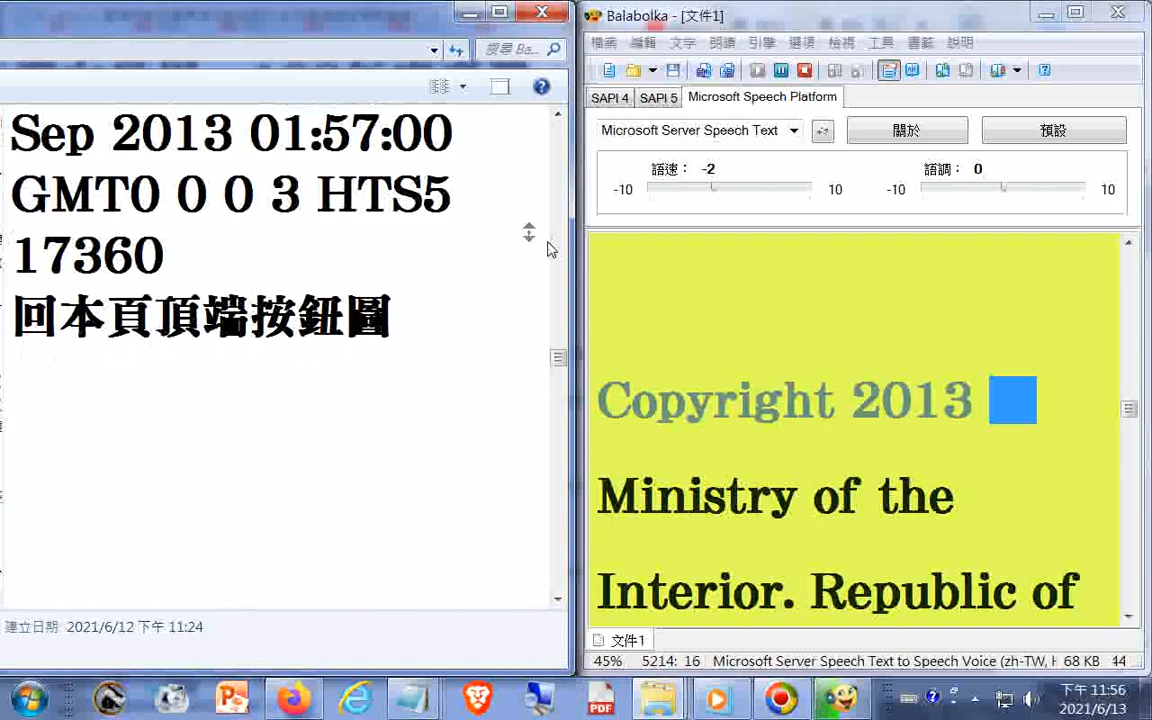 搜尋 Ba...
Sep 2013 01:57:00
GMT0 0 0 3 HTS5
17360
回本頁頂端按鈕圖
建立日期: 2021/6/12 下午 11:24
Balabolka - [文件1]
檔案 編輯 文字 朗讀 引擎 選項 檢視 工具 書籤 說明
SAPI 4 SAPI 5 Microsoft Speech Platform
Microsoft Server Speech Text 關於 預設
語速： -2 語調： 0
-10 10 -10 10
Copyright 2013
Ministry of the
Interior. Republic of
文件1
45% 5214: 16 Microsoft Server Speech Text to Speech Voice (zh-TW, H 68 KB 44
PDF
下午 11:56
2021/6/13